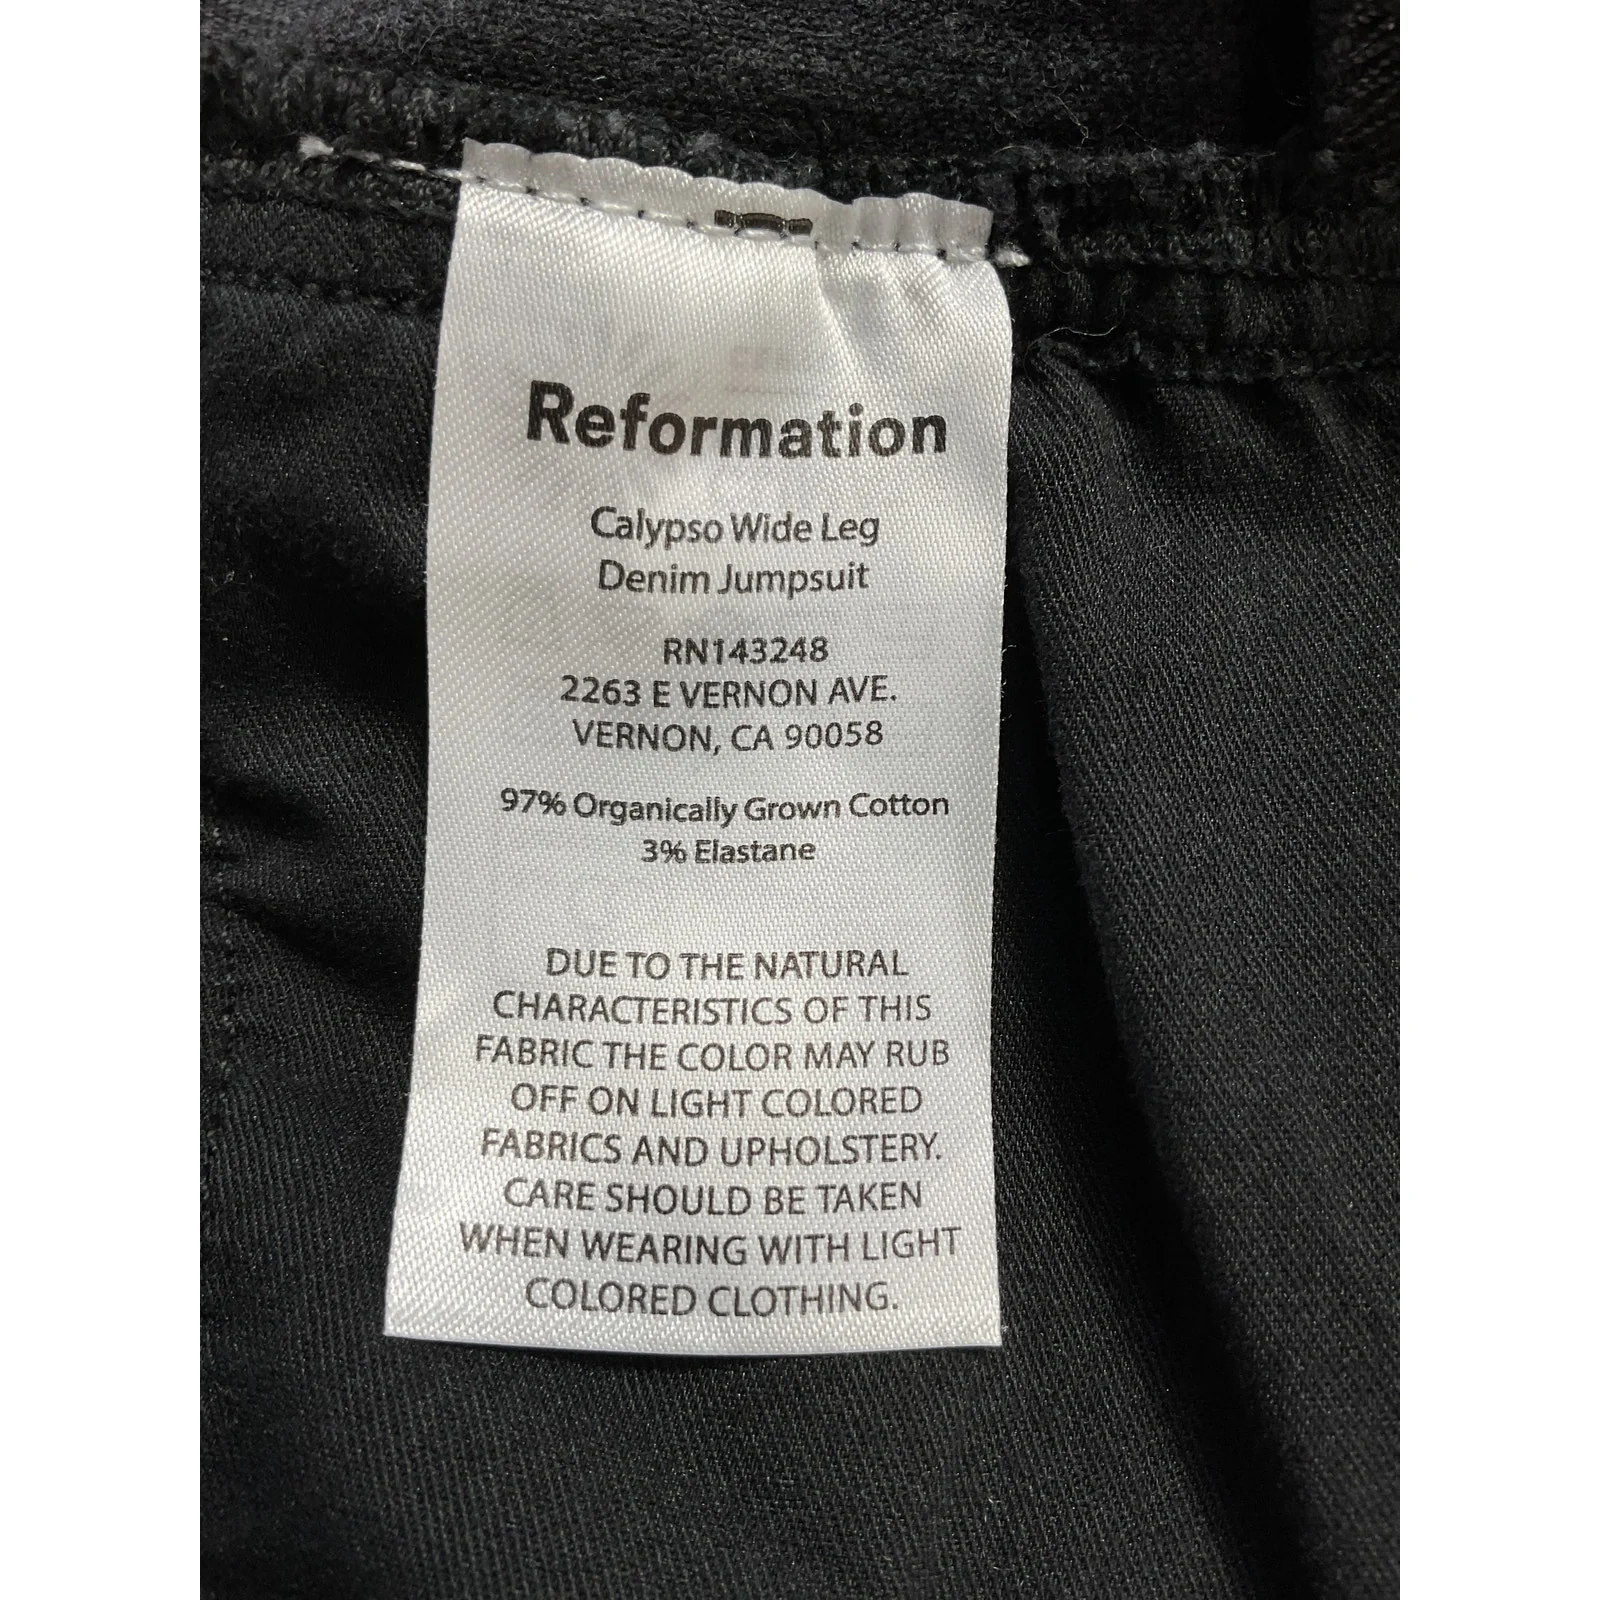 Reformation
Calypso Wide Leg
Denim Jumpsuit
RN143248
2263 E VERNON AVE.
VERNON, CA 90058
97% Organically Grown Cotton
3% Elastane
DUE TO THE NATURAL
CHARACTERISTICS OF THIS
FABRIC THE COLOR MAY RUB
OFF ON LIGHT COLORED
FABRICS AND UPHOLSTERY.
CARE SHOULD BE TAKEN
WHEN WEARING WITH LIGHT
COLORED CLOTHING.